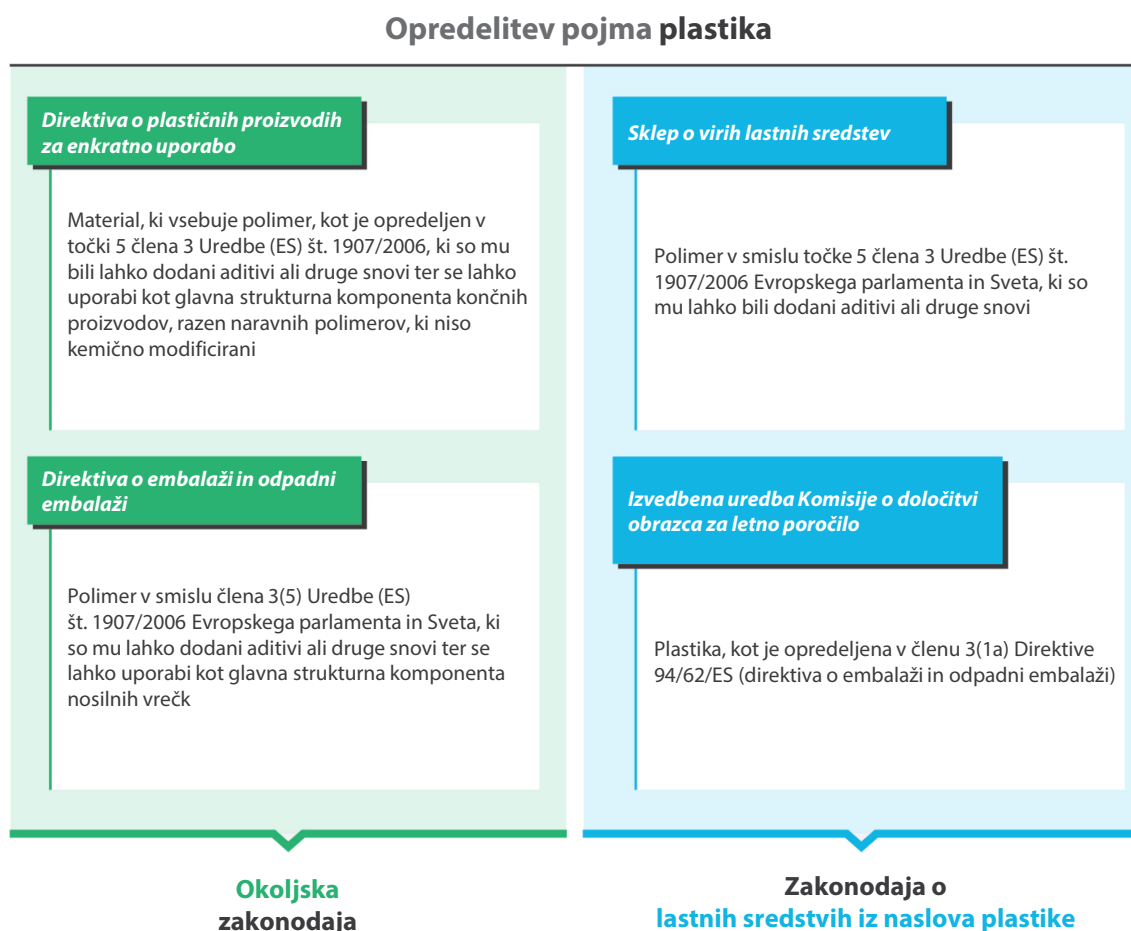 Opredelitev pojma plastika
Direktiva o plastičnih proizvodih
za enkratno uporabo
Material, ki vsebuje polimer, kot je opredeljen v
točki 5 člena 3 Uredbe (ES) št. 1907/2006, ki so mu
bili lahko dodani aditivi ali druge snovi ter se lahko
uporabi kot glavna strukturna komponenta končnih
proizvodov, razen naravnih polimerov, ki niso
kemično modificirani
Direktiva o embalaži in odpadni
embalaži
Polimer v smislu člena 3(5) Uredbe (ES)
št. 1907/2006 Evropskega parlamenta in Sveta, ki
so mu lahko dodani aditivi ali druge snovi ter se
lahko uporabi kot glavna strukturna komponenta
nosilnih vrečk
Okoljska
zakonodaja
Sklep o virih lastnih sredstev
Polimer v smislu točke 5 člena 3 Uredbe (ES) št.
1907/2006 Evropskega parlamenta in Sveta, ki so
mu lahko bili dodani aditivi ali druge snovi
Izvedbena uredba Komisije o določitvi
obrazca za letno poročilo
Plastika, kot je opredeljena v členu 3(1a) Direktive
94/62/ES (direktiva o embalaži in odpadni embalaži)
Zakonodaja o
lastnih sredstvih iz naslova plastike